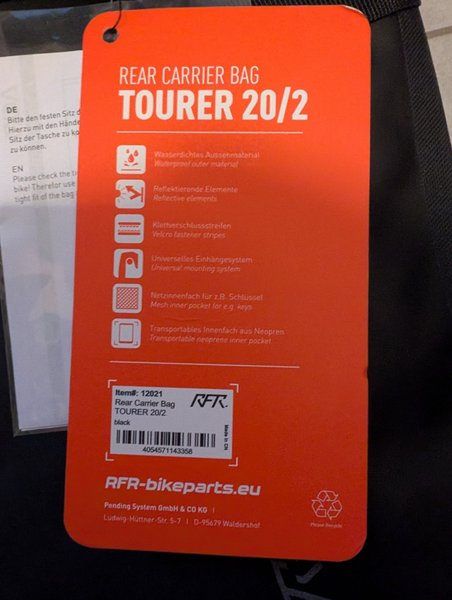 REAR CARRIER BAG
TOURER 20/2
Wasserdichtes Aussenmaterial
Waterproof outer material
Reflektierende Elemente
Reflective elements
Klettverschlusstreifen
Velcro fastener stripes
Universelles Einhängesystem
Universal mounting system
Netzinnenfach für z.B. Schlüssel
Mesh inner pocket for e.g. keys
Transportables Innenfach aus Neopren
Transportable neoprene inner pocket
Item#: 12021
Rear Carrier Bag
TOURER 20/2
black
RFR.
Made in CN
4054571143358
RFR-bikeparts.eu
Pending System GmbH & CO KG |
Ludwig-Hüttner-Str. 5-7 | D-95679 Waldershof
Please Recycle
DE
Bitte den festen Sitz d
Hierzu mit den Hände
Sitz der Tasche zu ko
zu können.
EN
Please check the ti
bike! Therefor use
tight fit of the bag